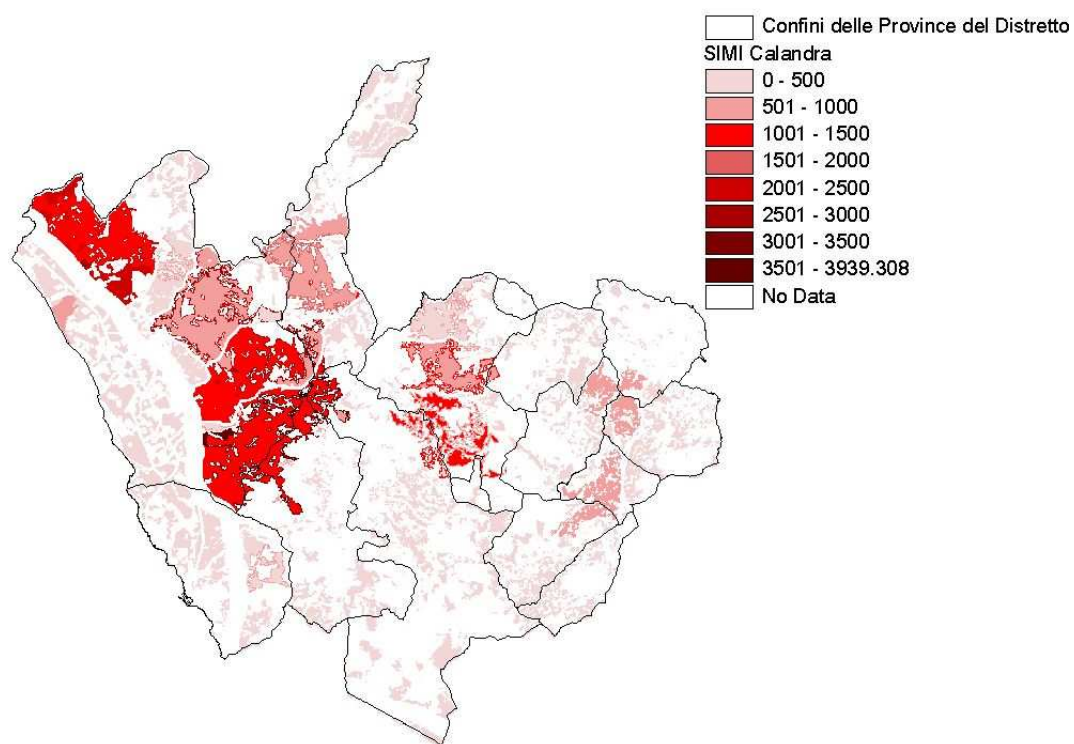 Confini delle Province del Distretto
SIMI Calandra
0 - 500
501 - 1000
1001 - 1500
1501 - 2000
2001 - 2500
2501 - 3000
3001 - 3500
3501 - 3939.308
No Data